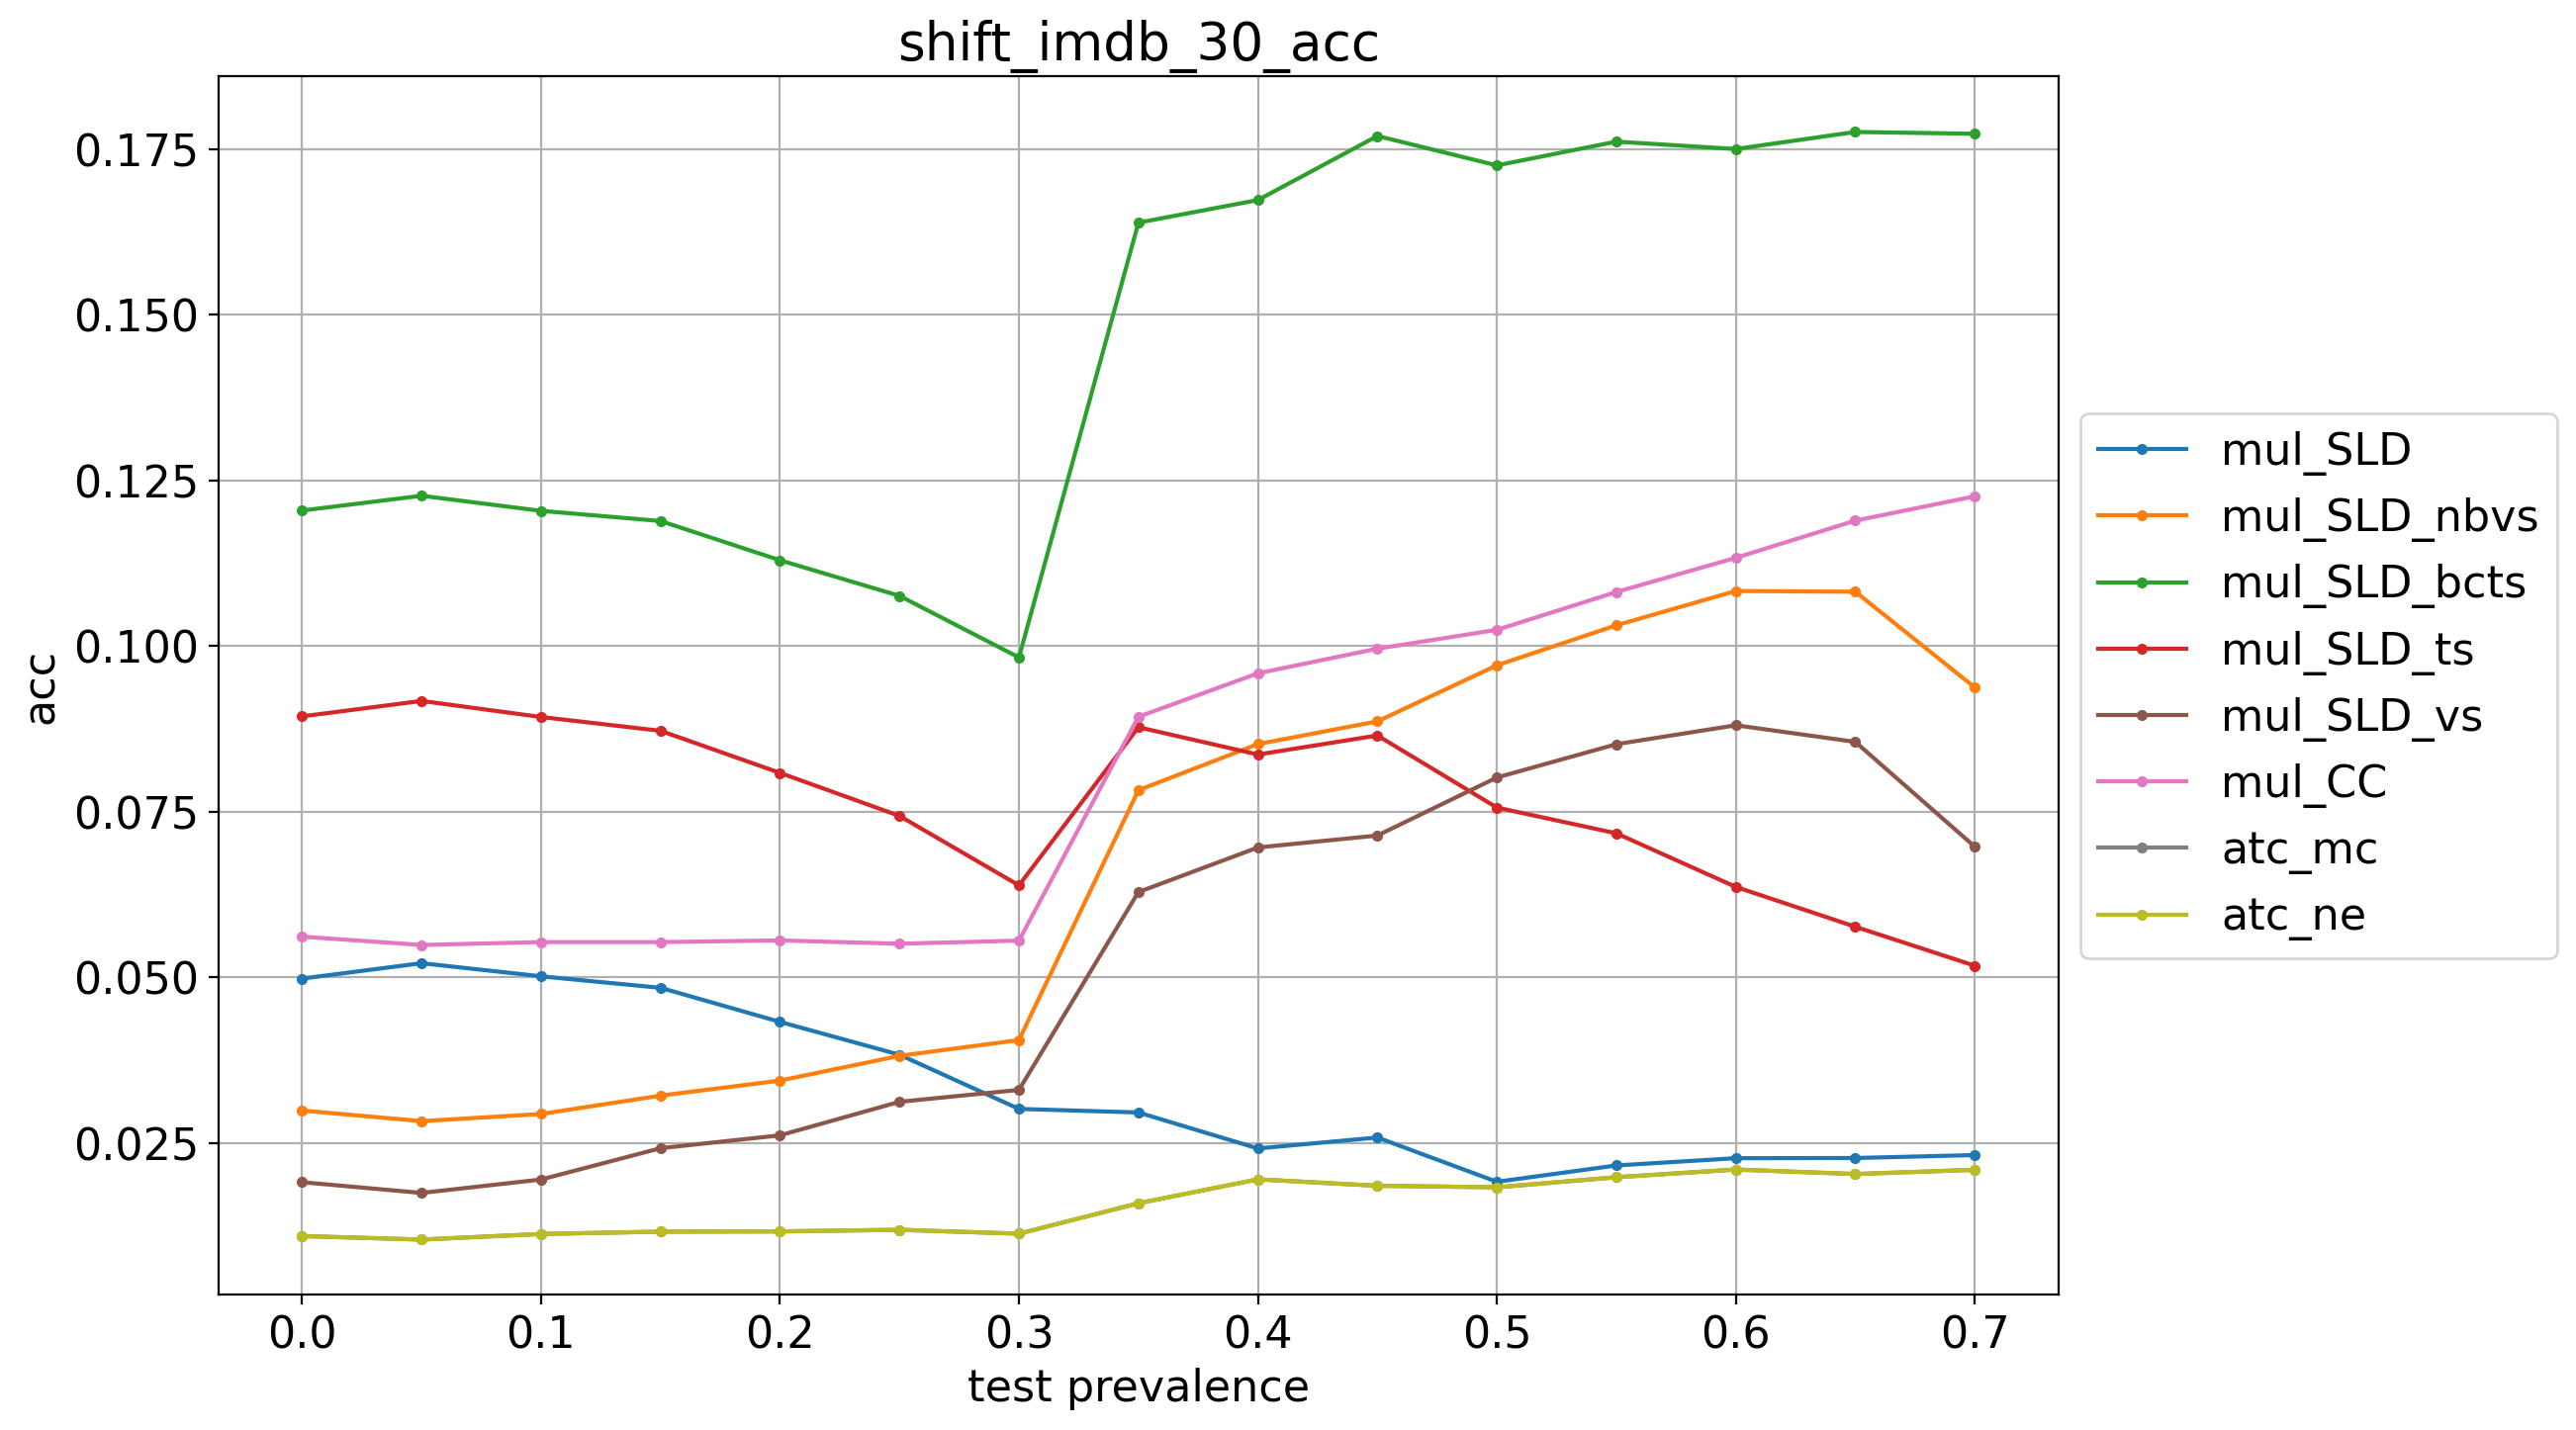 shift_imdb_30_acc
0.175
0.150
0.125
0.100
0.075
0.050
0.025
acc
0.0 0.1 0.2 0.3 0.4 0.5 0.6 0.7
test prevalence
mul_SLD
mul_SLD_nbvs
mul_SLD_bcts
mul_SLD_ts
mul_SLD_vs
mul_CC
atc_mc
atc_ne